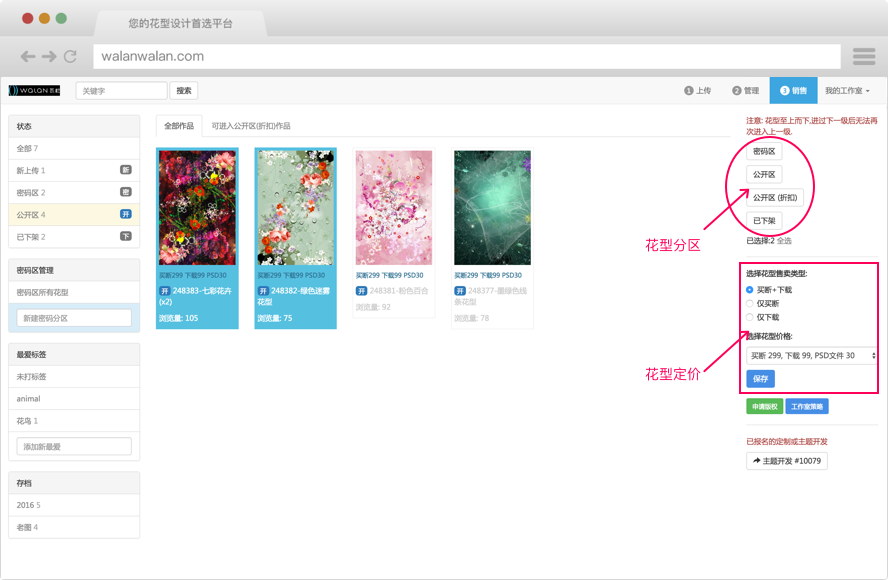 您的花型设计首选平台
walanwalan.com
WALAN 瓦栏
关键字
搜索
1 上传
2 管理
3 销售
我的工作室
状态
全部 7
新上传 1 新
密码区 2 密
公开区 4 开
已下架 2 下
密码区管理
密码区所有花型
新建密码分区
最爱标签
未打标签
animal
花鸟 1
添加新最爱
存档
2016 5
老图 4
全部作品
可进入公开区(折扣)作品
买断299 下载99 PSD30
开 248383-七彩花卉
(x2)
浏览量: 105
买断299 下载99 PSD30
开 248382-绿色迷雾
花型
浏览量: 75
买断299 下载99 PSD30
开 248381-粉色百合
浏览量: 92
买断299 下载99 PSD30
开 248377-墨绿色线
条花型
浏览量: 78
注意: 花型至上而下,进过下一级后无法再
次进入上一级.
密码区
公开区
公开区 (折扣)
已下架
已选择:2 全选
花型分区
选择花型售卖类型:
买断+下载
仅买断
仅下载
选择花型价格:
买断 299, 下载 99, PSD文件 30
保存
花型定价
申请版权
工作室策略
已报名的定制或主题开发
主题开发 #10079